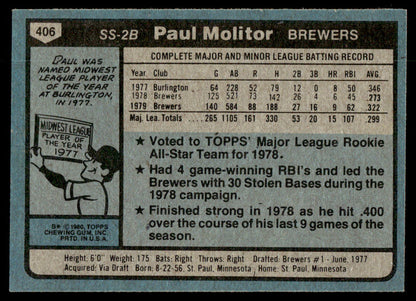 406 SS-2B Paul Molitor BREWERS
PAUL WAS
NAMED MIDWEST
LEAGUE PLAYER
OF THE YEAR
AT BURLINGTON,
IN 1977.
MIDWEST LEAGUE
PLAYER OF
THE YEAR
1977
B* © 1980, TOPPS
CHEWING GUM, INC.
PRTD. IN U.S.A.
COMPLETE MAJOR AND MINOR LEAGUE BATTING RECORD
YR CLUB G AB R H 2B 3B HR RBI AVG.
1977 Burlington 64 228 52 79 12 0 8 50 .346
1978 Brewers 125 521 73 142 26 4 6 45 .273
1979 Brewers 140 584 88 188 27 16 9 62 .322
Maj. Lea. Totals 265 1105 161 330 53 20 15 107 .299
★ Voted to TOPPS' Major League Rookie
All-Star Team for 1978.
★ Had 4 game-winning RBI's and led the
Brewers with 30 Stolen Bases during the
1978 campaign.
★ Finished strong in 1978 as he hit .400
over the course of his last 9 games of the
season.
Height: 6'0" Weight: 175 Bats: Right Throws: Right Drafted: Brewers #1 - June, 1977
Acquired: Via Draft Born: 8-22-56, St. Paul, Minnesota Home: St. Paul, Minnesota